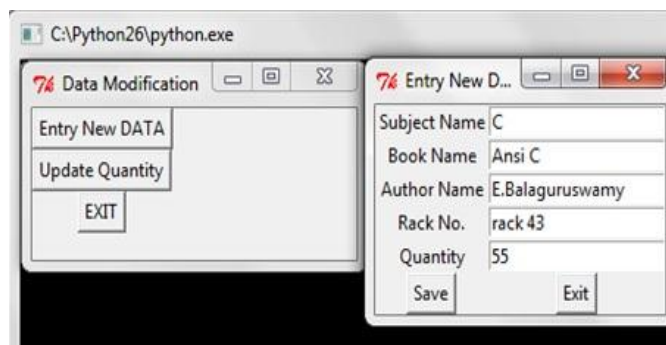 C:\Python26\python.exe
Data Modification
Entry New DATA
Update Quantity
EXIT
Entry New D...
Subject Name C
Book Name Ansi C
Author Name E.Balaguruswamy
Rack No. rack 43
Quantity 55
Save Exit